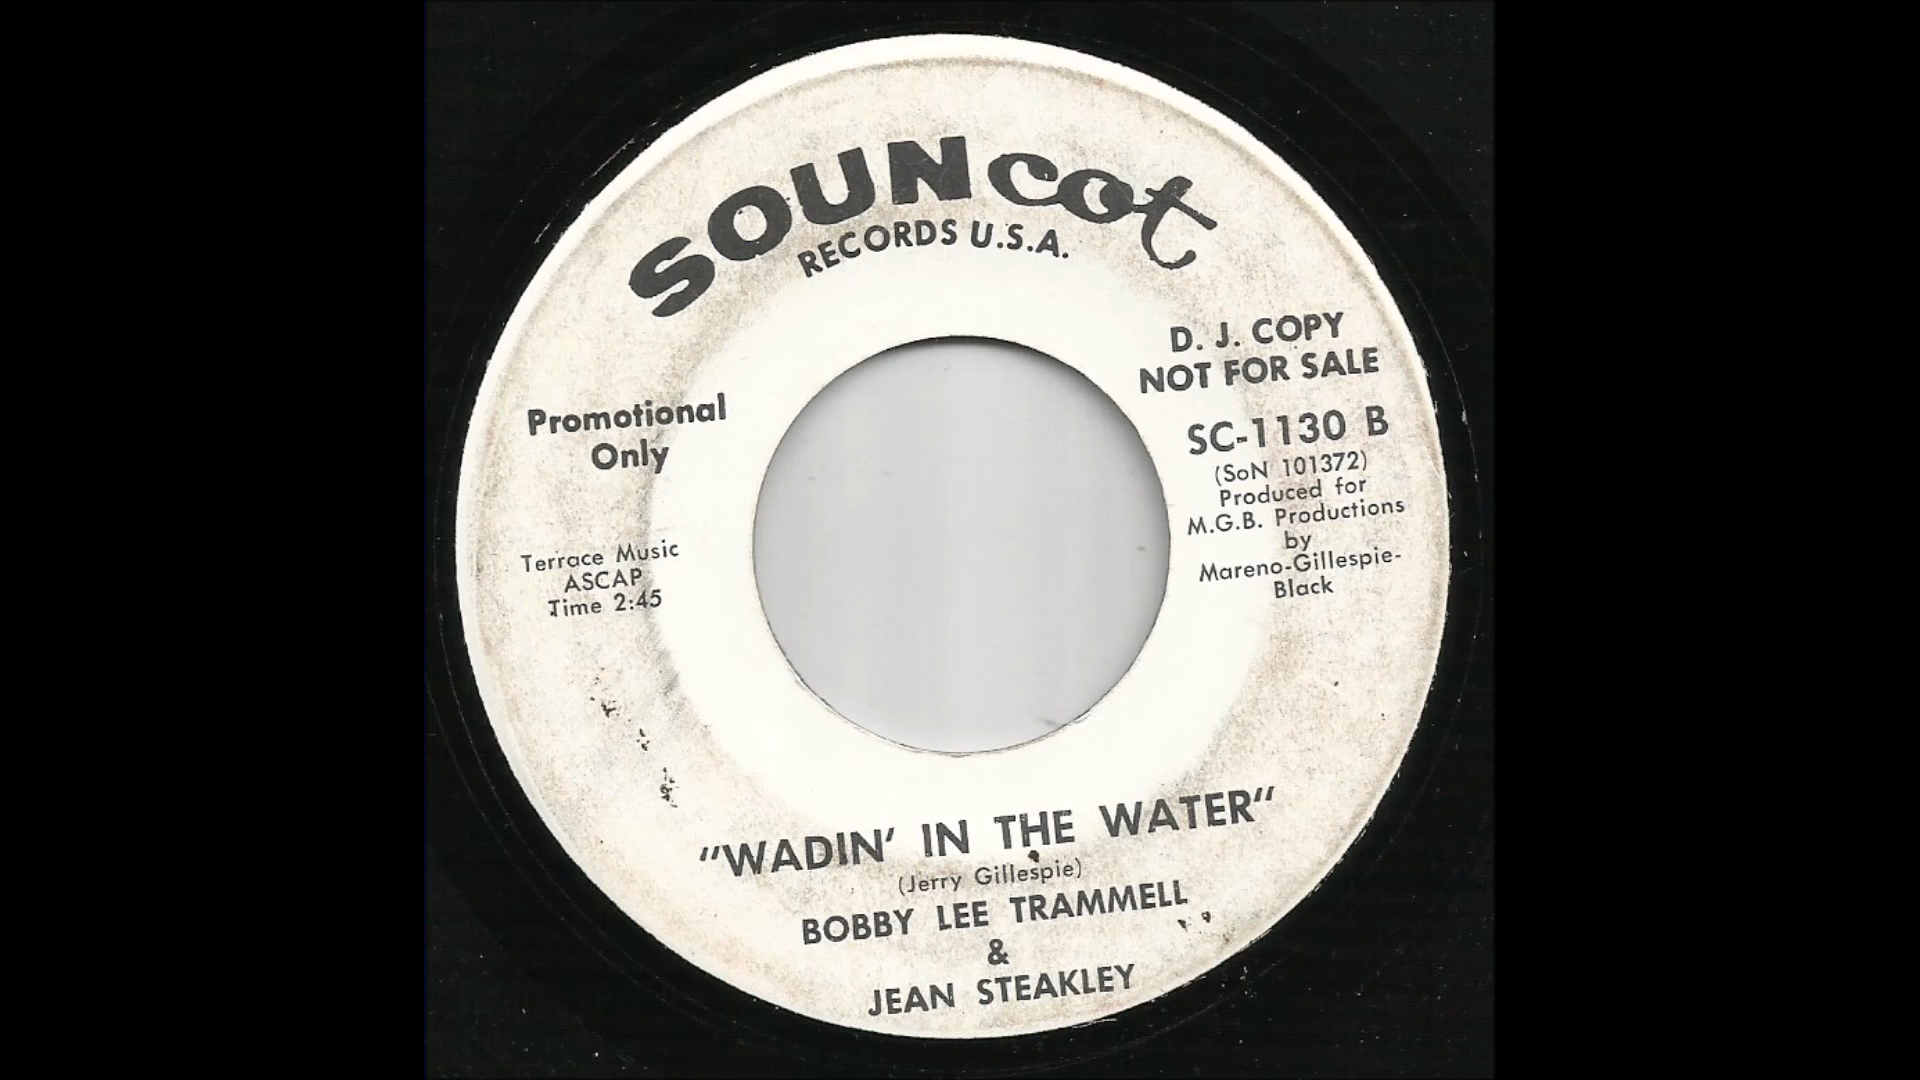 SOUNcot
RECORDS U.S.A.
D. J. COPY
NOT FOR SALE
Promotional
Only
SC-1130 B
(SoN 101372)
Produced for
M.G.B. Productions
by
Mareno-Gillespie-
Black
Terrace Music
ASCAP
Time 2:45
"WADIN' IN THE WATER"
(Jerry Gillespie)
BOBBY LEE TRAMMELL
&
JEAN STEAKLEY